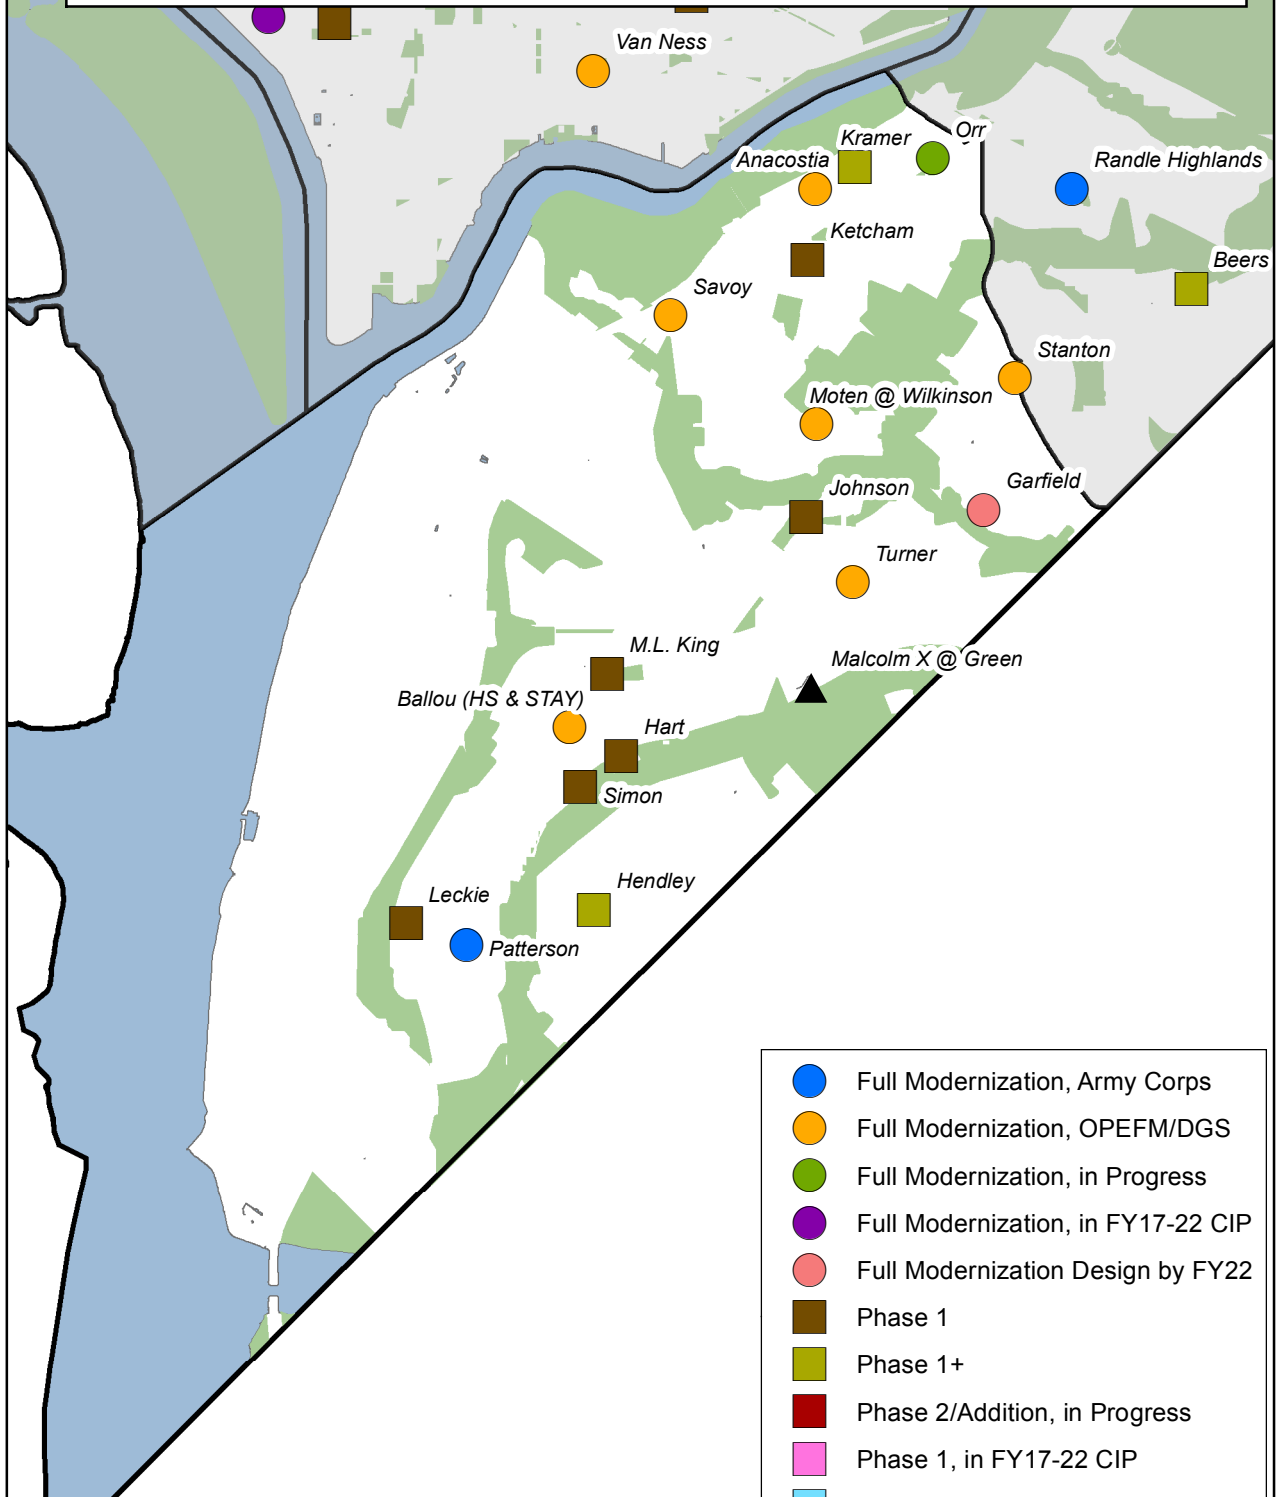 Van Ness
Kramer
Orr
Anacostia
Randle Highlands
Ketcham
Beers
Savoy
Stanton
Moten @ Wilkinson
Garfield
Johnson
Turner
M.L. King
Malcolm X @ Green
Ballou (HS & STAY)
Hart
Simon
Hendley
Leckie
Patterson
Full Modernization, Army Corps
Full Modernization, OPEFM/DGS
Full Modernization, in Progress
Full Modernization, in FY17-22 CIP
Full Modernization Design by FY22
Phase 1
Phase 1+
Phase 2/Addition, in Progress
Phase 1, in FY17-22 CIP